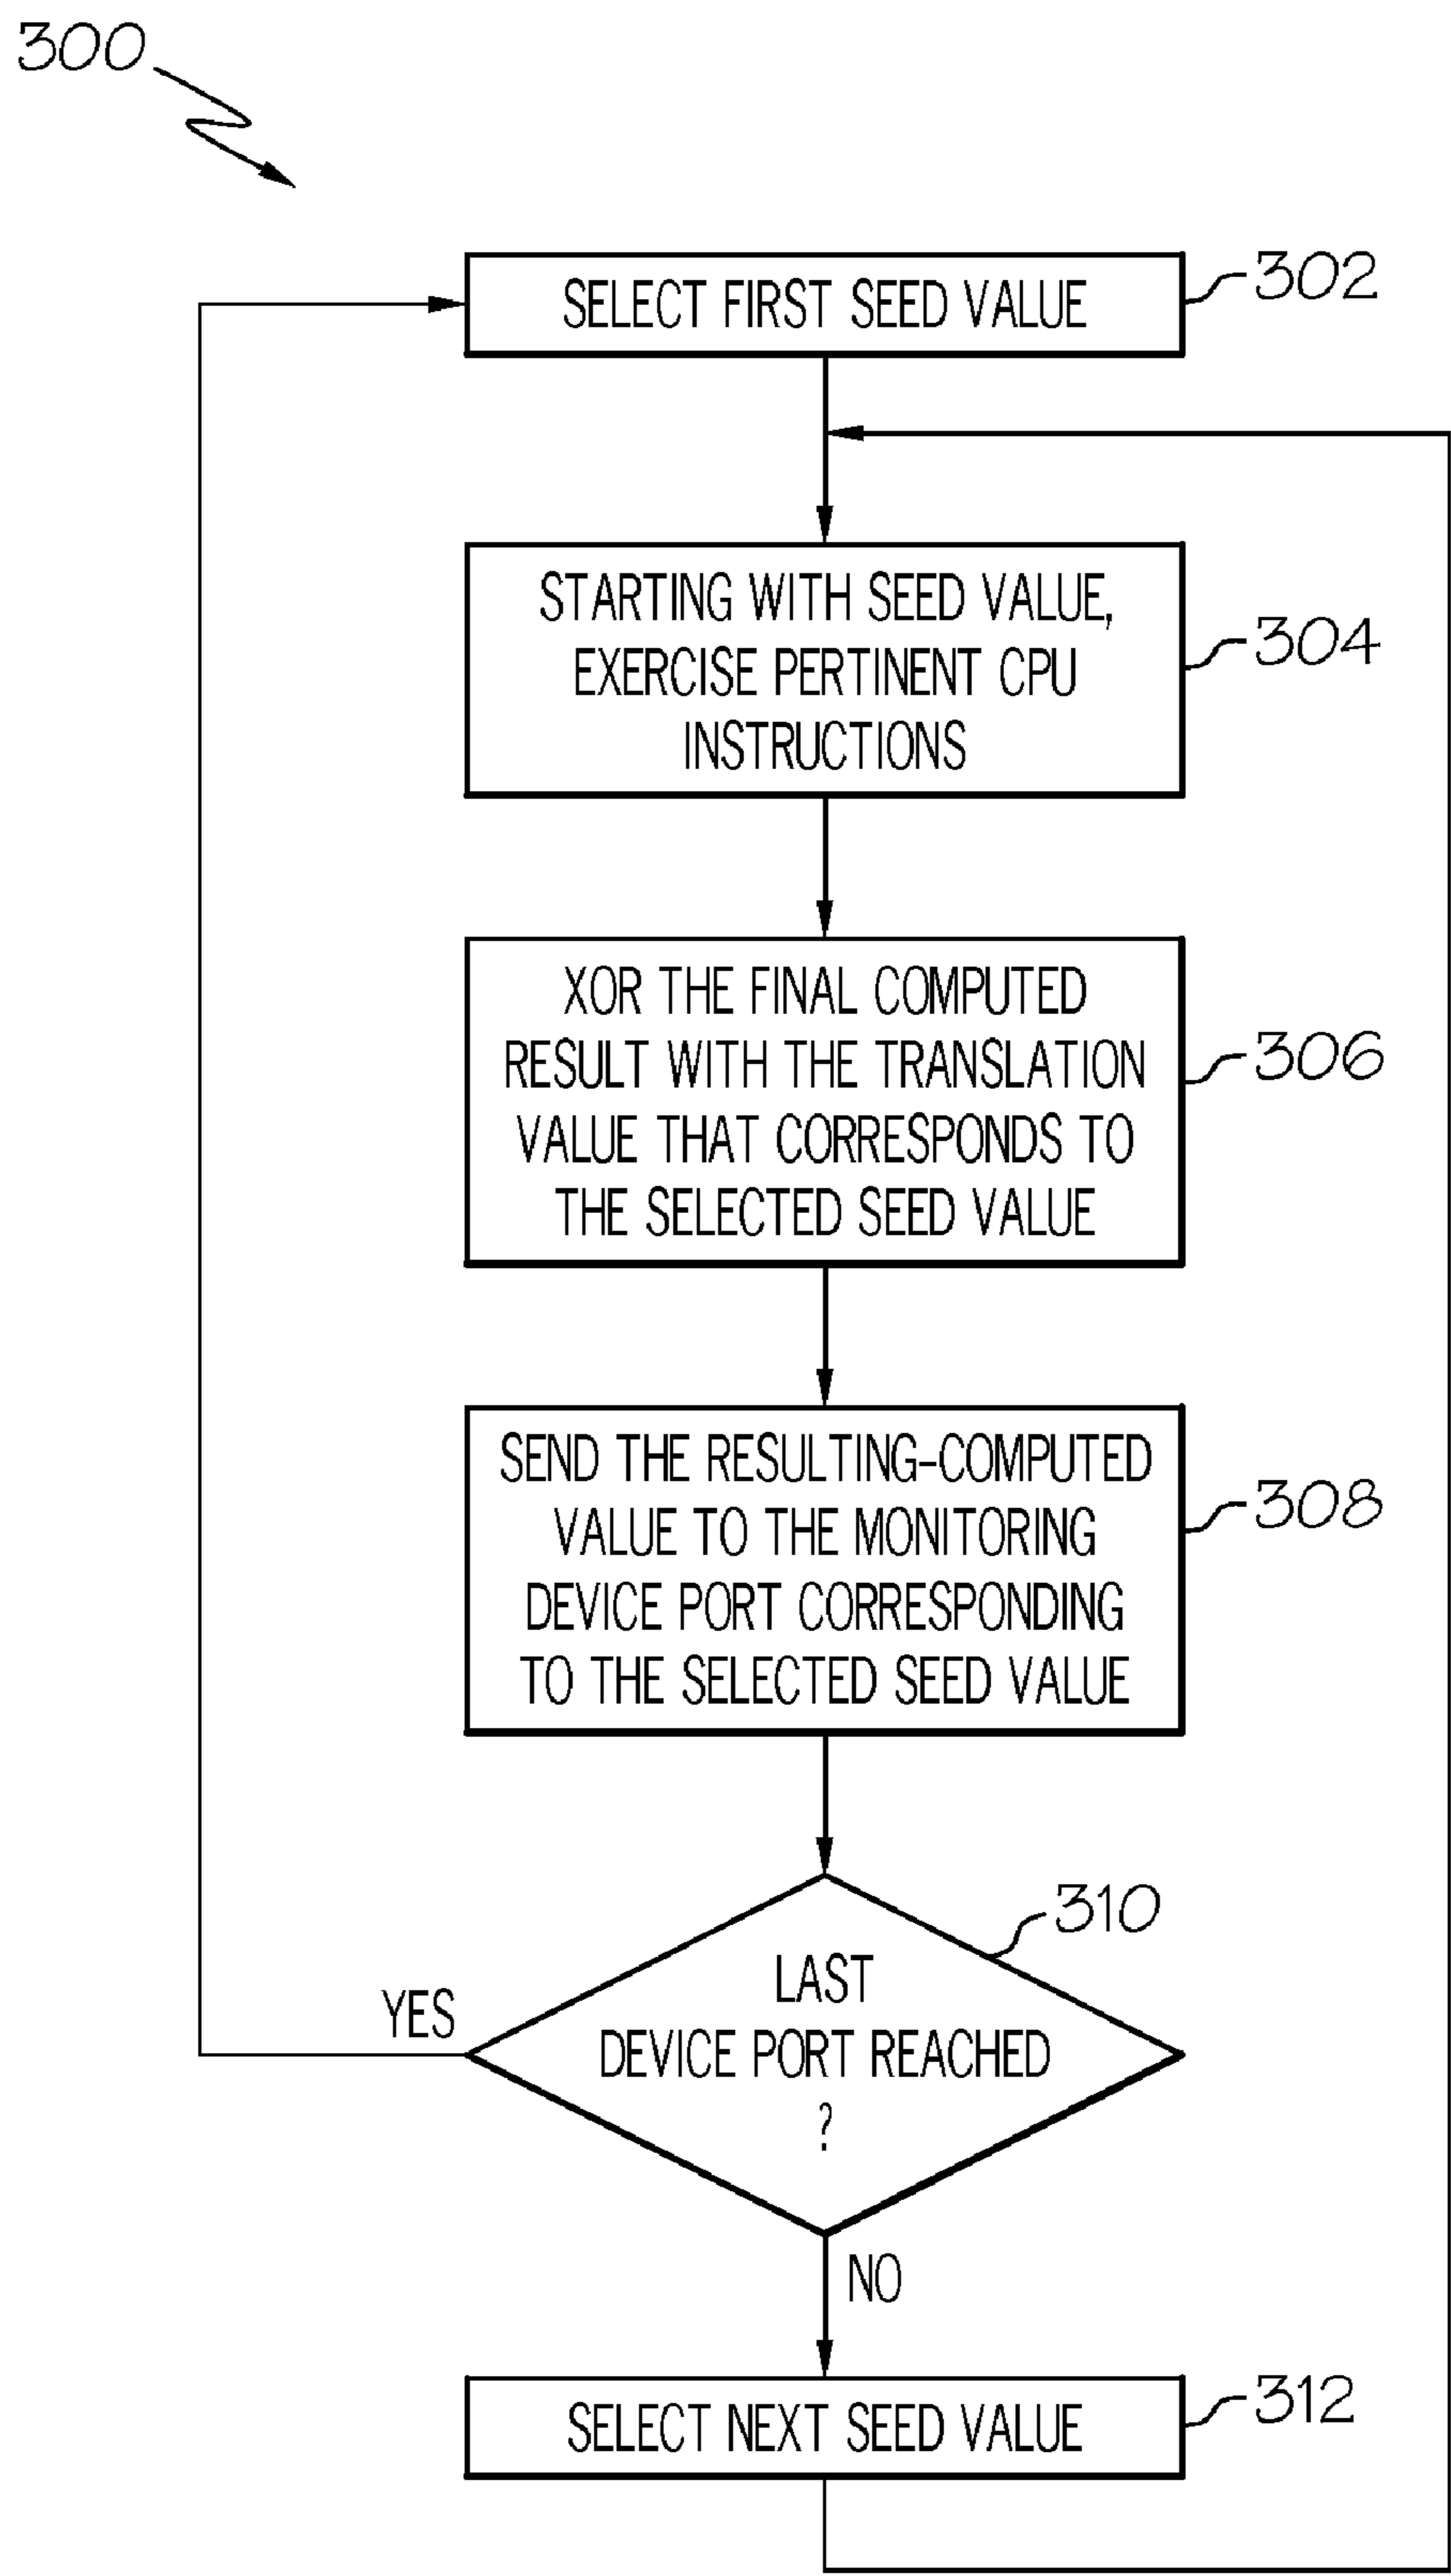 300
SELECT FIRST SEED VALUE
302
STARTING WITH SEED VALUE,
EXERCISE PERTINENT CPU
INSTRUCTIONS
304
XOR THE FINAL COMPUTED
RESULT WITH THE TRANSLATION
VALUE THAT CORRESPONDS TO
THE SELECTED SEED VALUE
306
SEND THE RESULTING-COMPUTED
VALUE TO THE MONITORING
DEVICE PORT CORRESPONDING
TO THE SELECTED SEED VALUE
308
310
LAST
DEVICE PORT REACHED
?
YES
NO
SELECT NEXT SEED VALUE
312